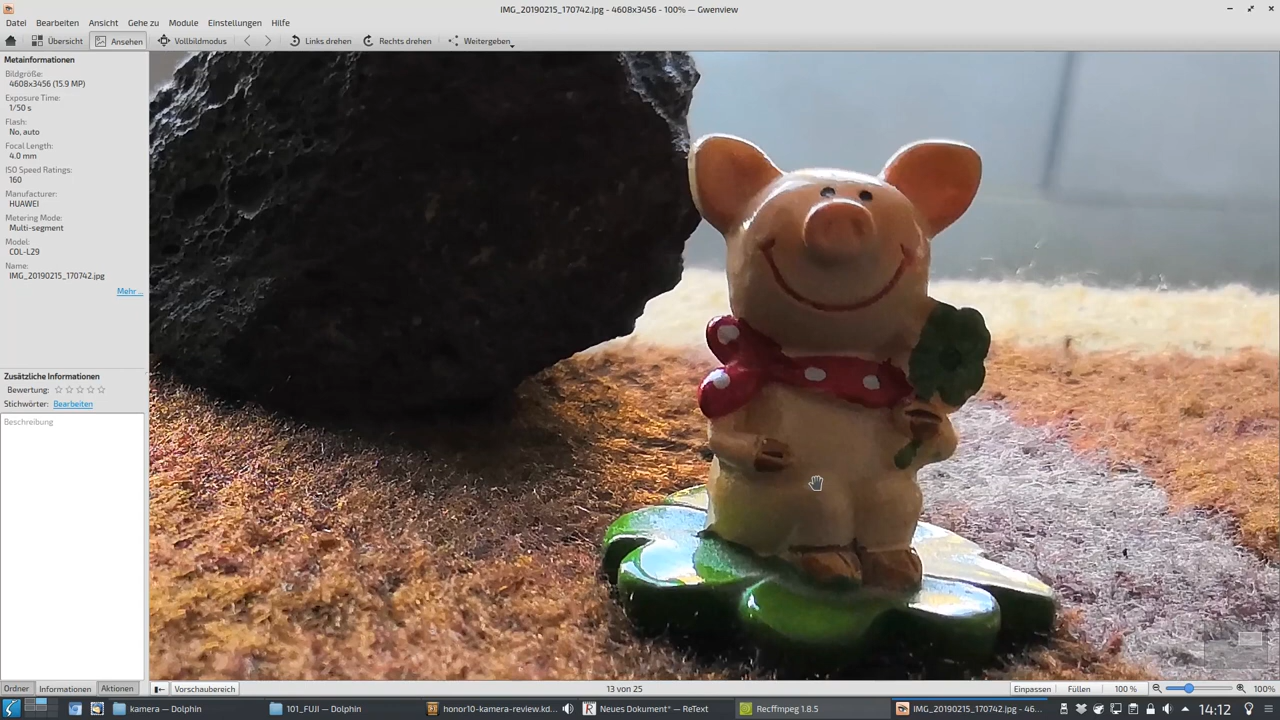 IMG_20190215_170742.jpg - 4608x3456 - 100% — Gwenview
Datei Bearbeiten Ansicht Gehe zu Module Einstellungen Hilfe
Übersicht Ansehen Vollbildmodus Links drehen Rechts drehen Weitergeben
Metainformationen
Bildgröße:
4608x3456 (15.9 MP)
Exposure Time:
1/50 s
Flash:
No, auto
Focal Length:
4.0 mm
ISO Speed Ratings:
160
Manufacturer:
HUAWEI
Metering Mode:
Multi-segment
Model:
COL-L29
Name:
IMG_20190215_170742.jpg
Mehr ...
Zusätzliche Informationen
Bewertung:
Stichwörter: Bearbeiten
Beschreibung
Ordner Informationen Aktionen Vorschaubereich 13 von 25 Einpassen Füllen 100 % 100%
kamera — Dolphin 101_FUJI — Dolphin honor10-kamera-review.kd... Neues Dokument* — ReText Recffmpeg 1.8.5 IMG_20190215_170742.jpg - 46... 14:12